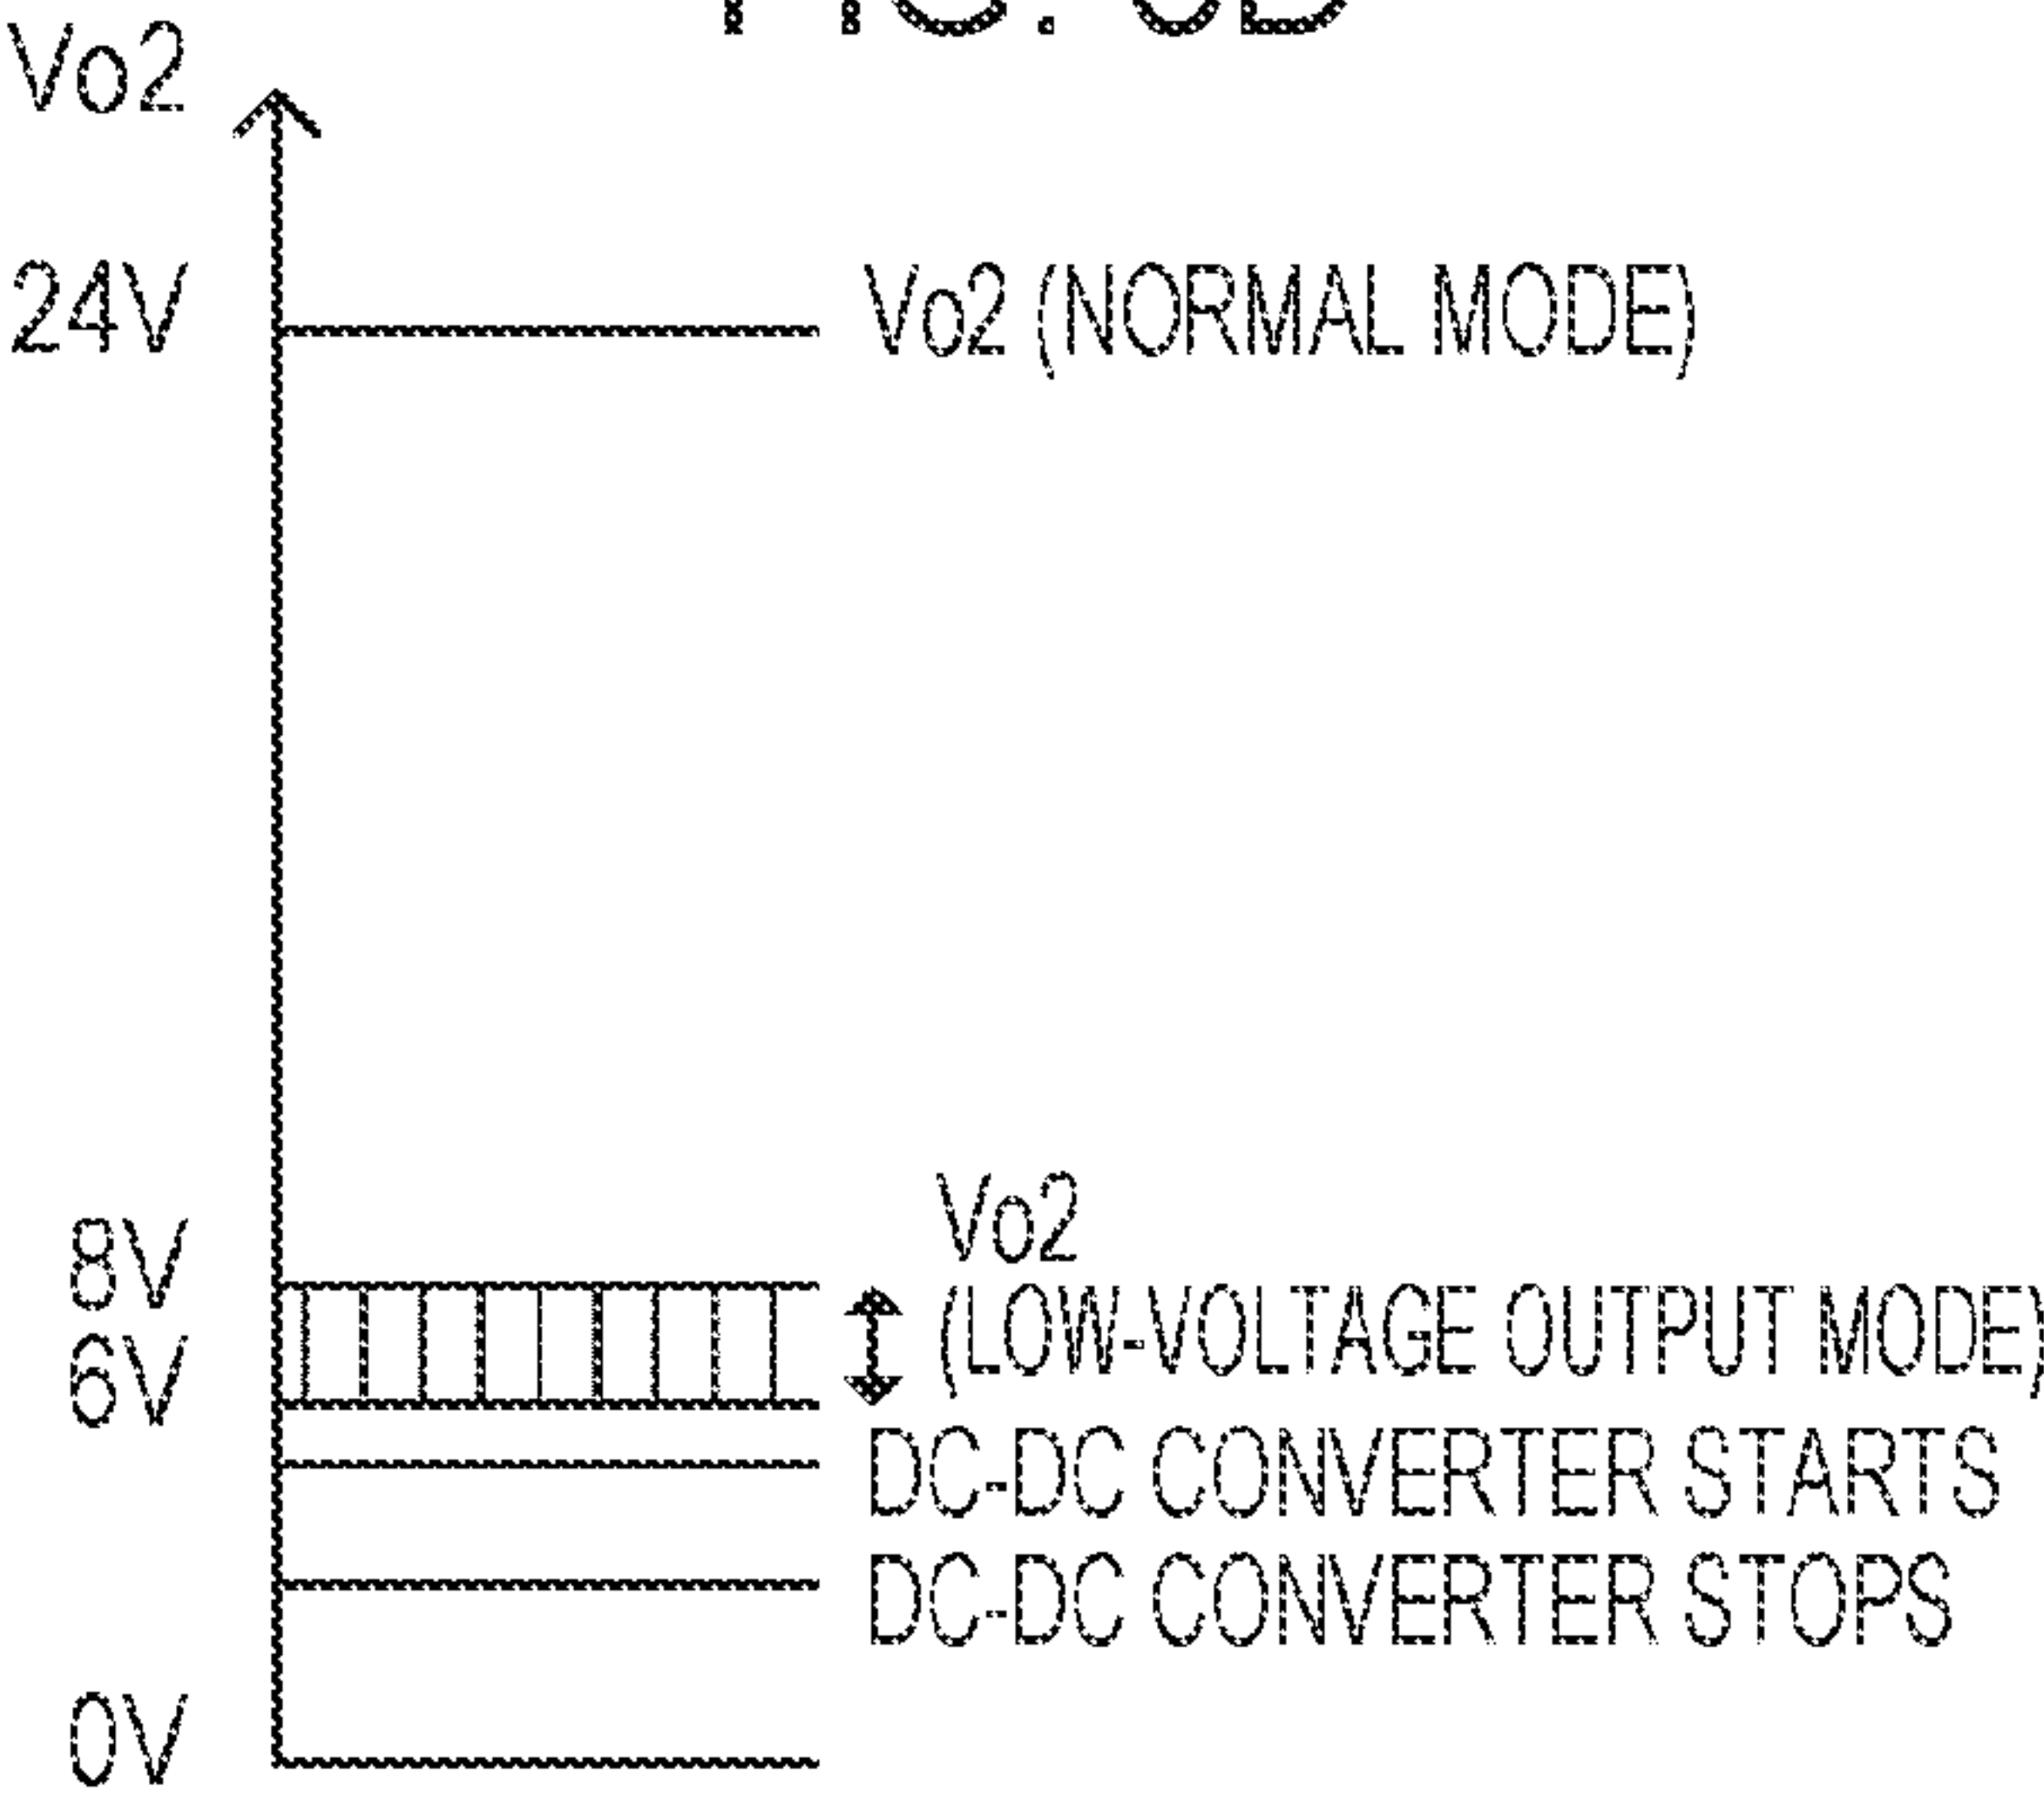 Vo2
24V
Vo2 (NORMAL MODE)
8V
Vo2
(LOW-VOLTAGE OUTPUT MODE)
6V
DC-DC CONVERTER STARTS
DC-DC CONVERTER STOPS
0V